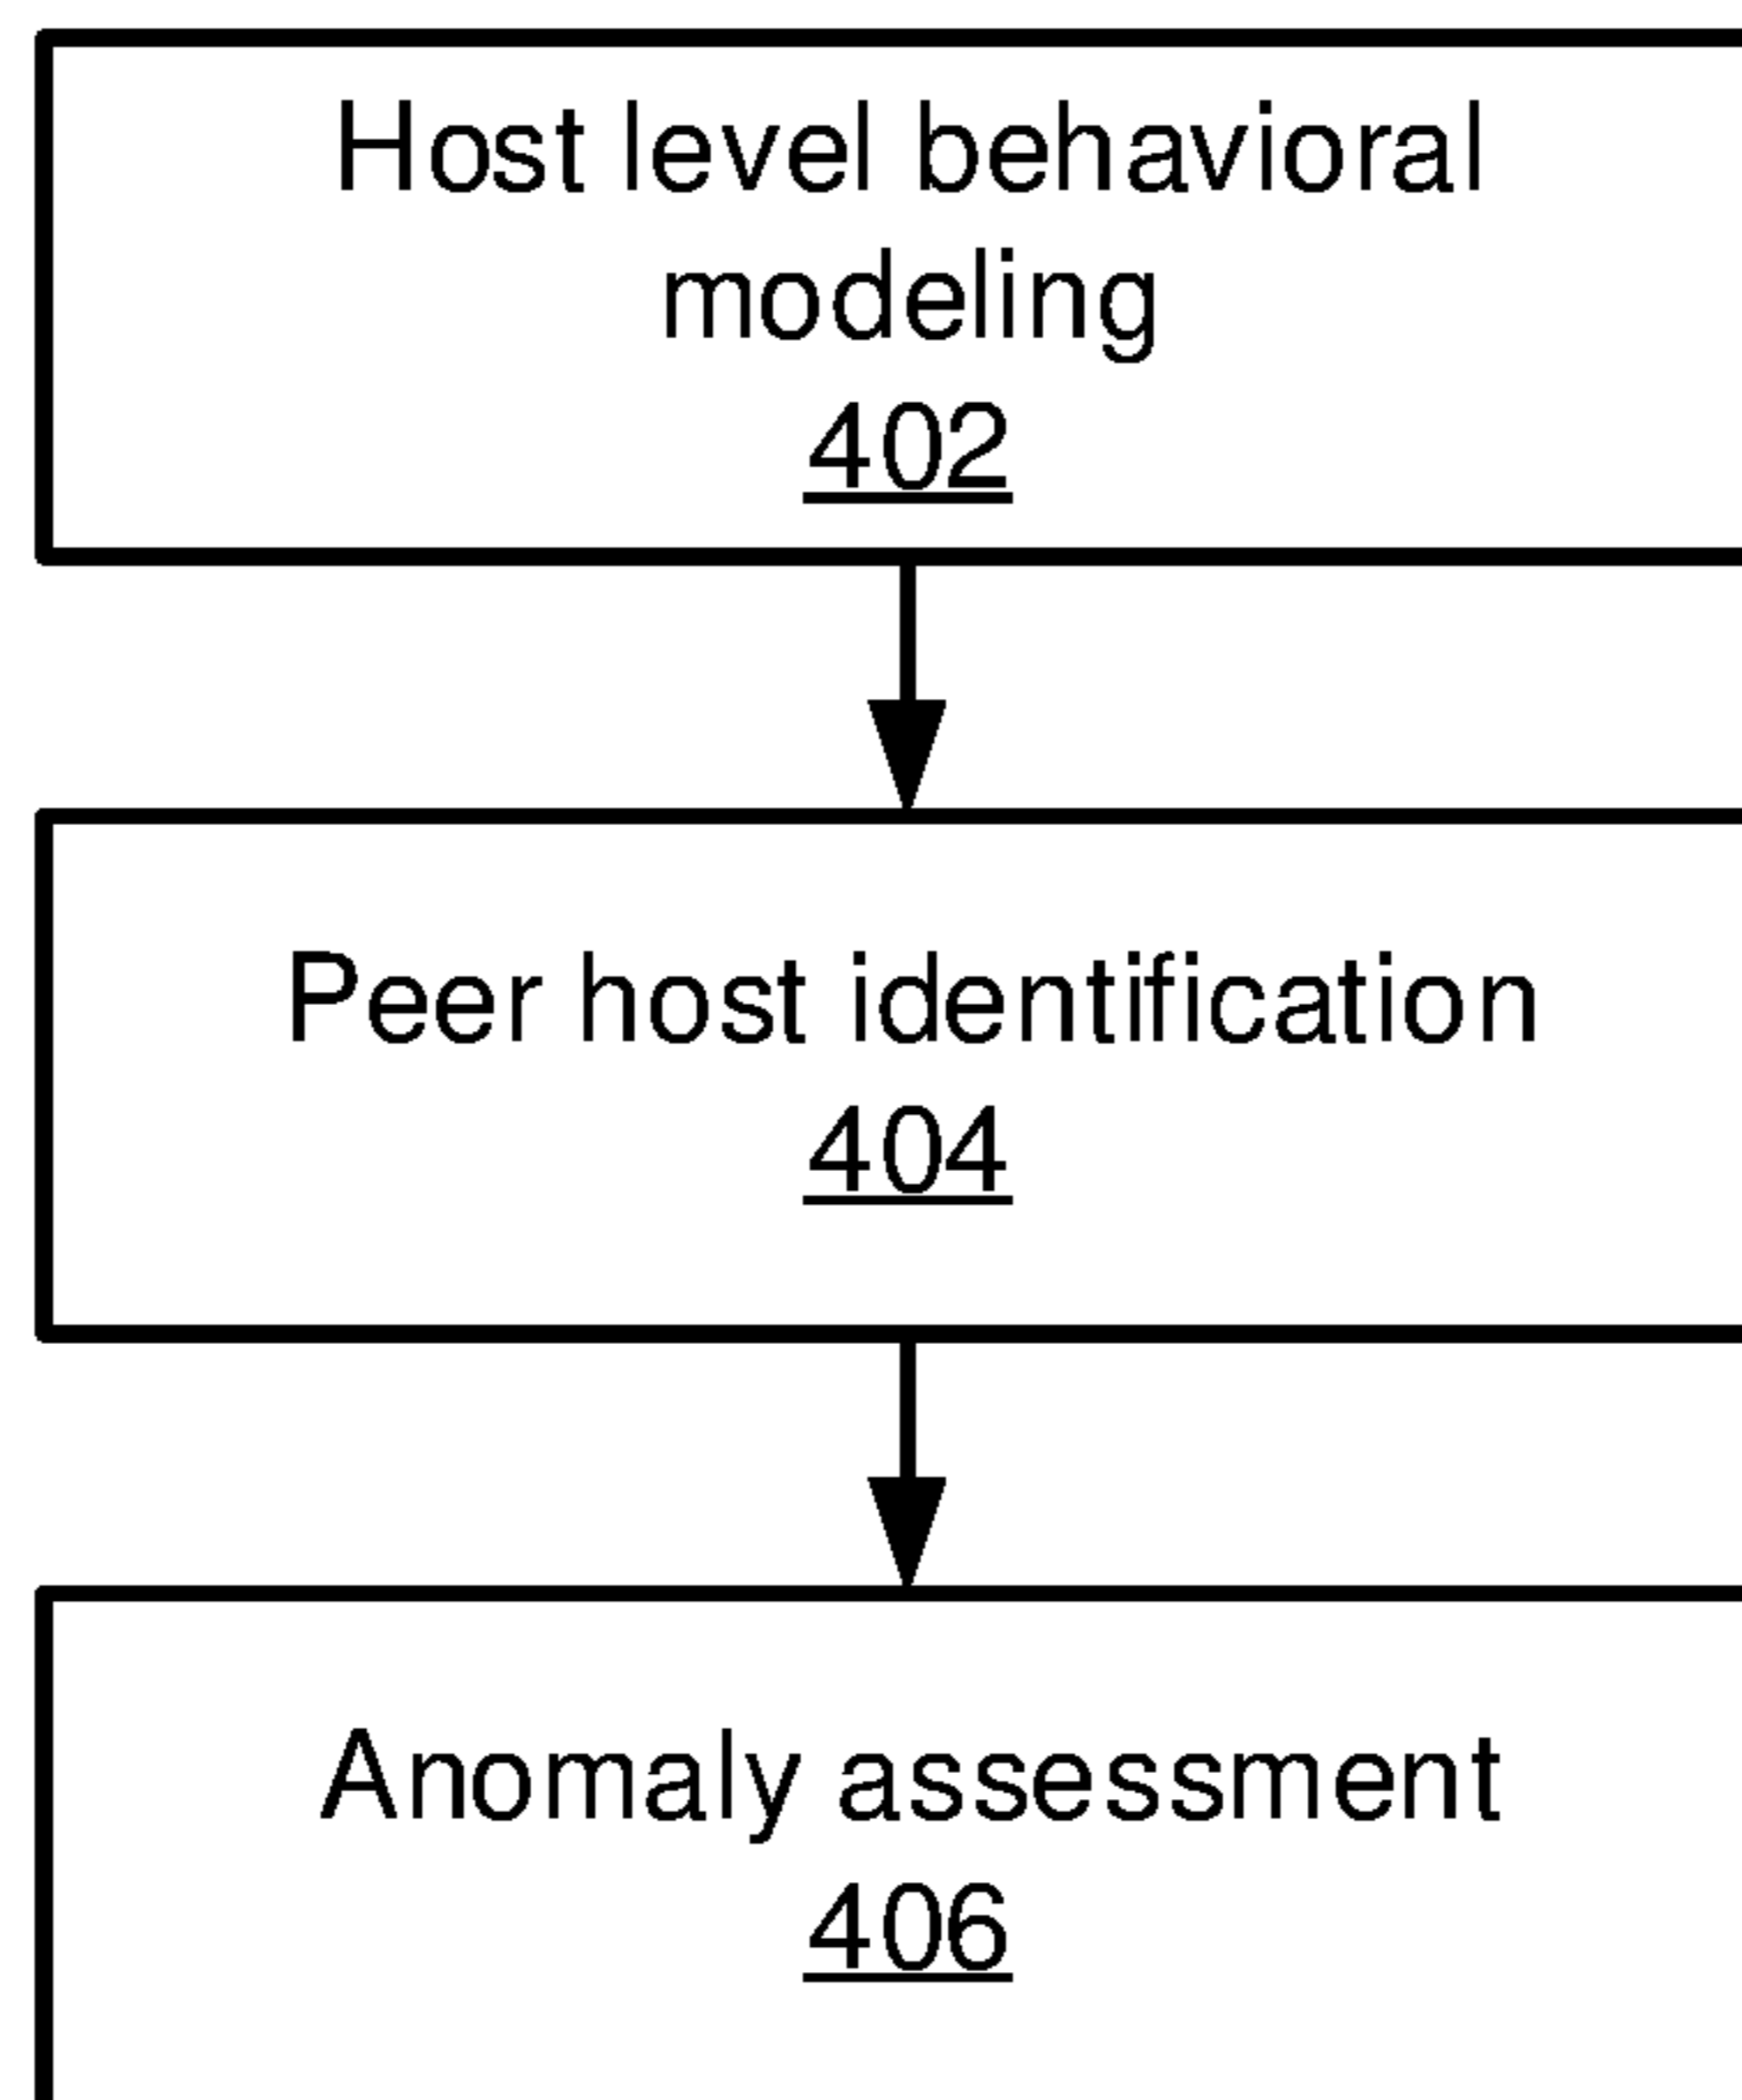 Host level behavioral
modeling
402
Peer host identification
404
Anomaly assessment
406